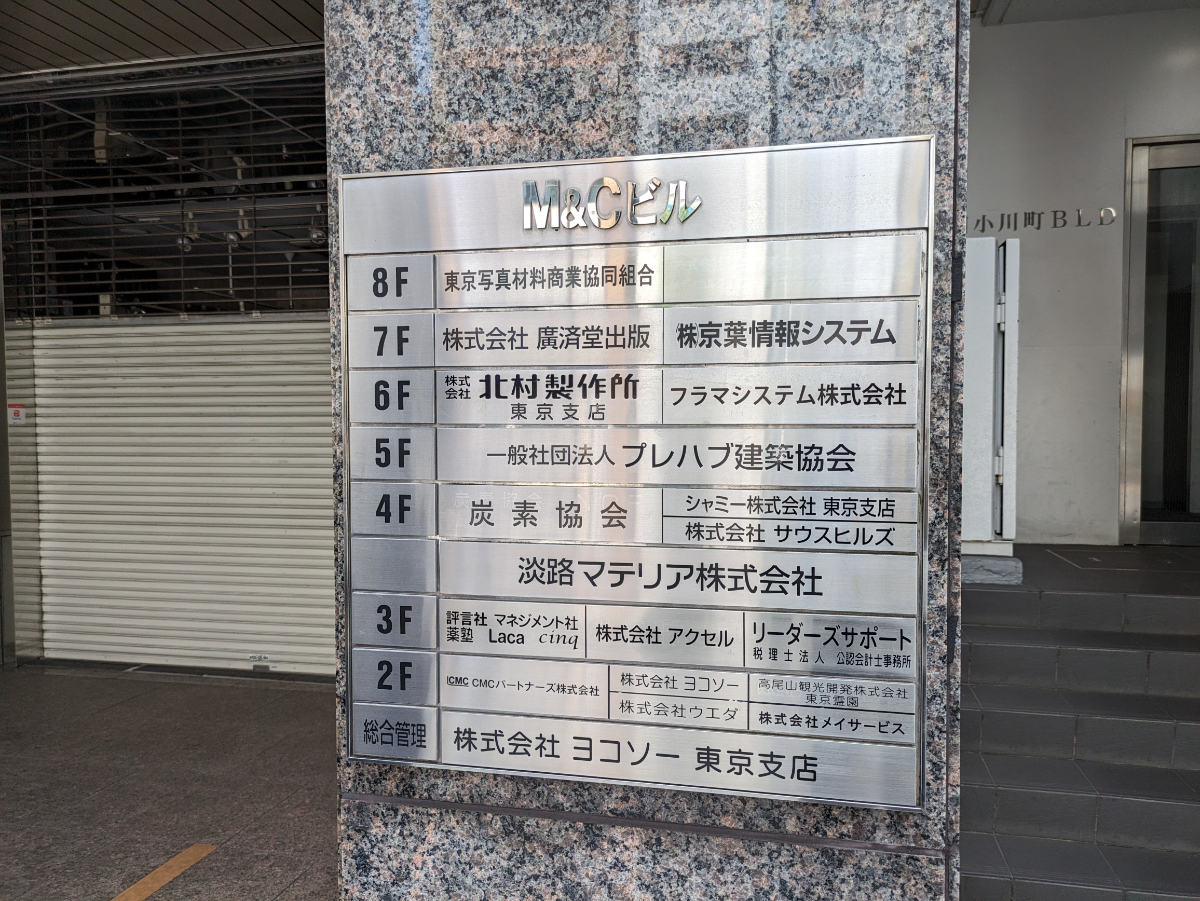 M&Cビル
8F
東京写真材料商業協同組合
7F
株式会社 廣済堂出版
㈱京葉情報システム
6F
株式会社 北村製作所
東京支店
フラマシステム株式会社
5F
一般社団法人 プレハブ建築協会
4F
炭素協会
シャミー株式会社 東京支店
株式会社 サウスヒルズ
淡路マテリア株式会社
3F
評言社 マネジメント社
薬塾 Laca cinq
株式会社 アクセル
リーダーズサポート
税理士法人 公認会計士事務所
2F
CMC CMCパートナーズ株式会社
株式会社 ヨコソー
株式会社ウエダ
高尾山観光開発株式会社
東京霊園
株式会社メイサービス
総合管理
株式会社 ヨコソー 東京支店
小川町BLD